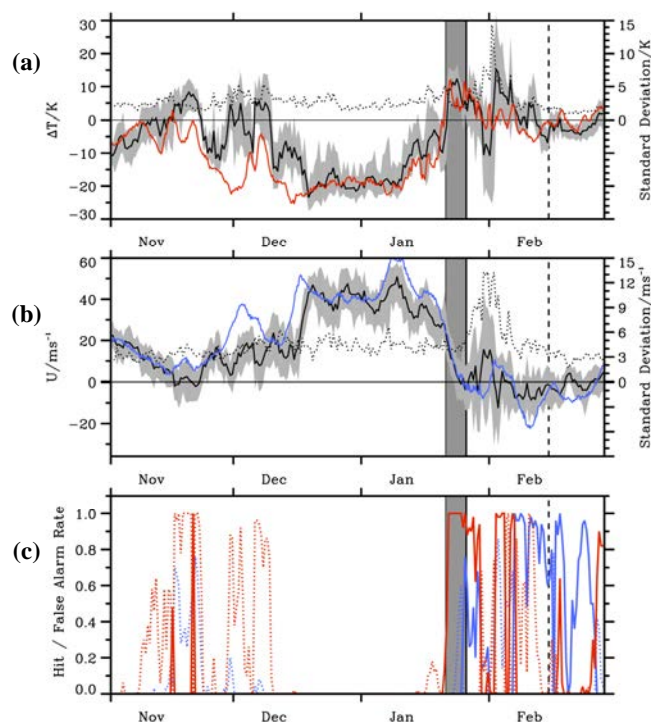 (a)
ΔT/K
30
20
10
0
−10
−20
−30
15
10
5
0
Standard Deviation/K
Nov Dec Jan Feb
(b)
U/ms⁻¹
60
40
20
0
−20
15
12
9
6
3
0
Standard Deviation/ms⁻¹
Nov Dec Jan Feb
(c)
Hit / False Alarm Rate
1.0
0.8
0.6
0.4
0.2
0.0
Nov Dec Jan Feb